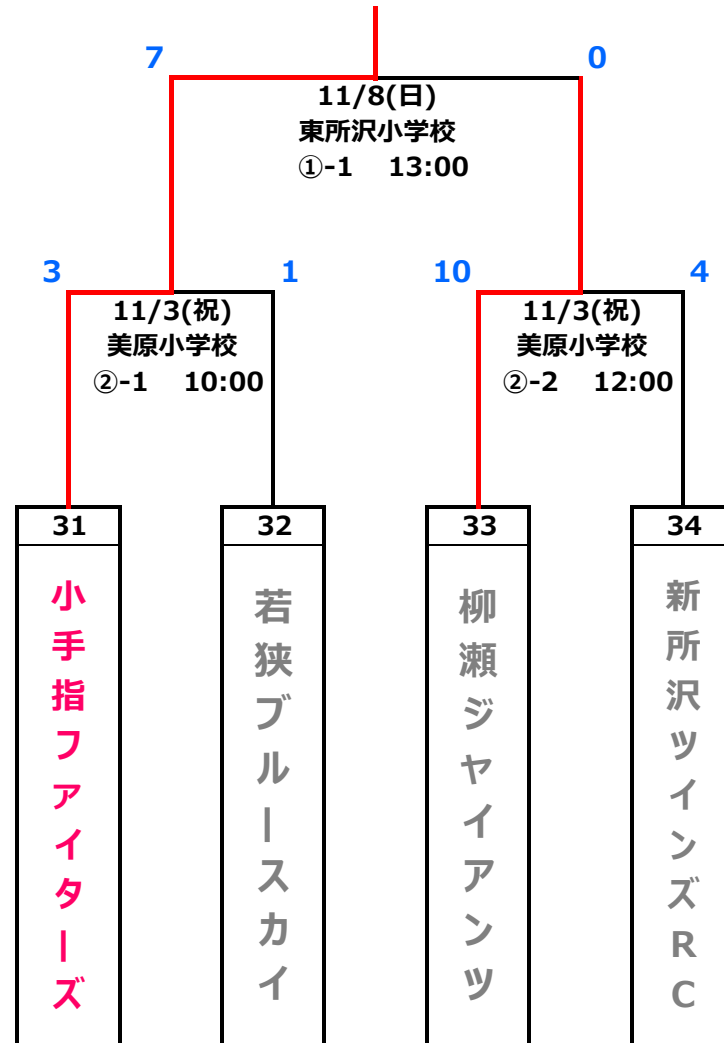 7
0
11/8(日)
東所沢小学校
①-1 13:00
3
1
10
4
11/3(祝)
美原小学校
②-1 10:00
11/3(祝)
美原小学校
②-2 12:00
31
32
33
34
小手指ファイターズ
若狭ブルースカイ
柳瀬ジャイアンツ
新所沢ツインズRC